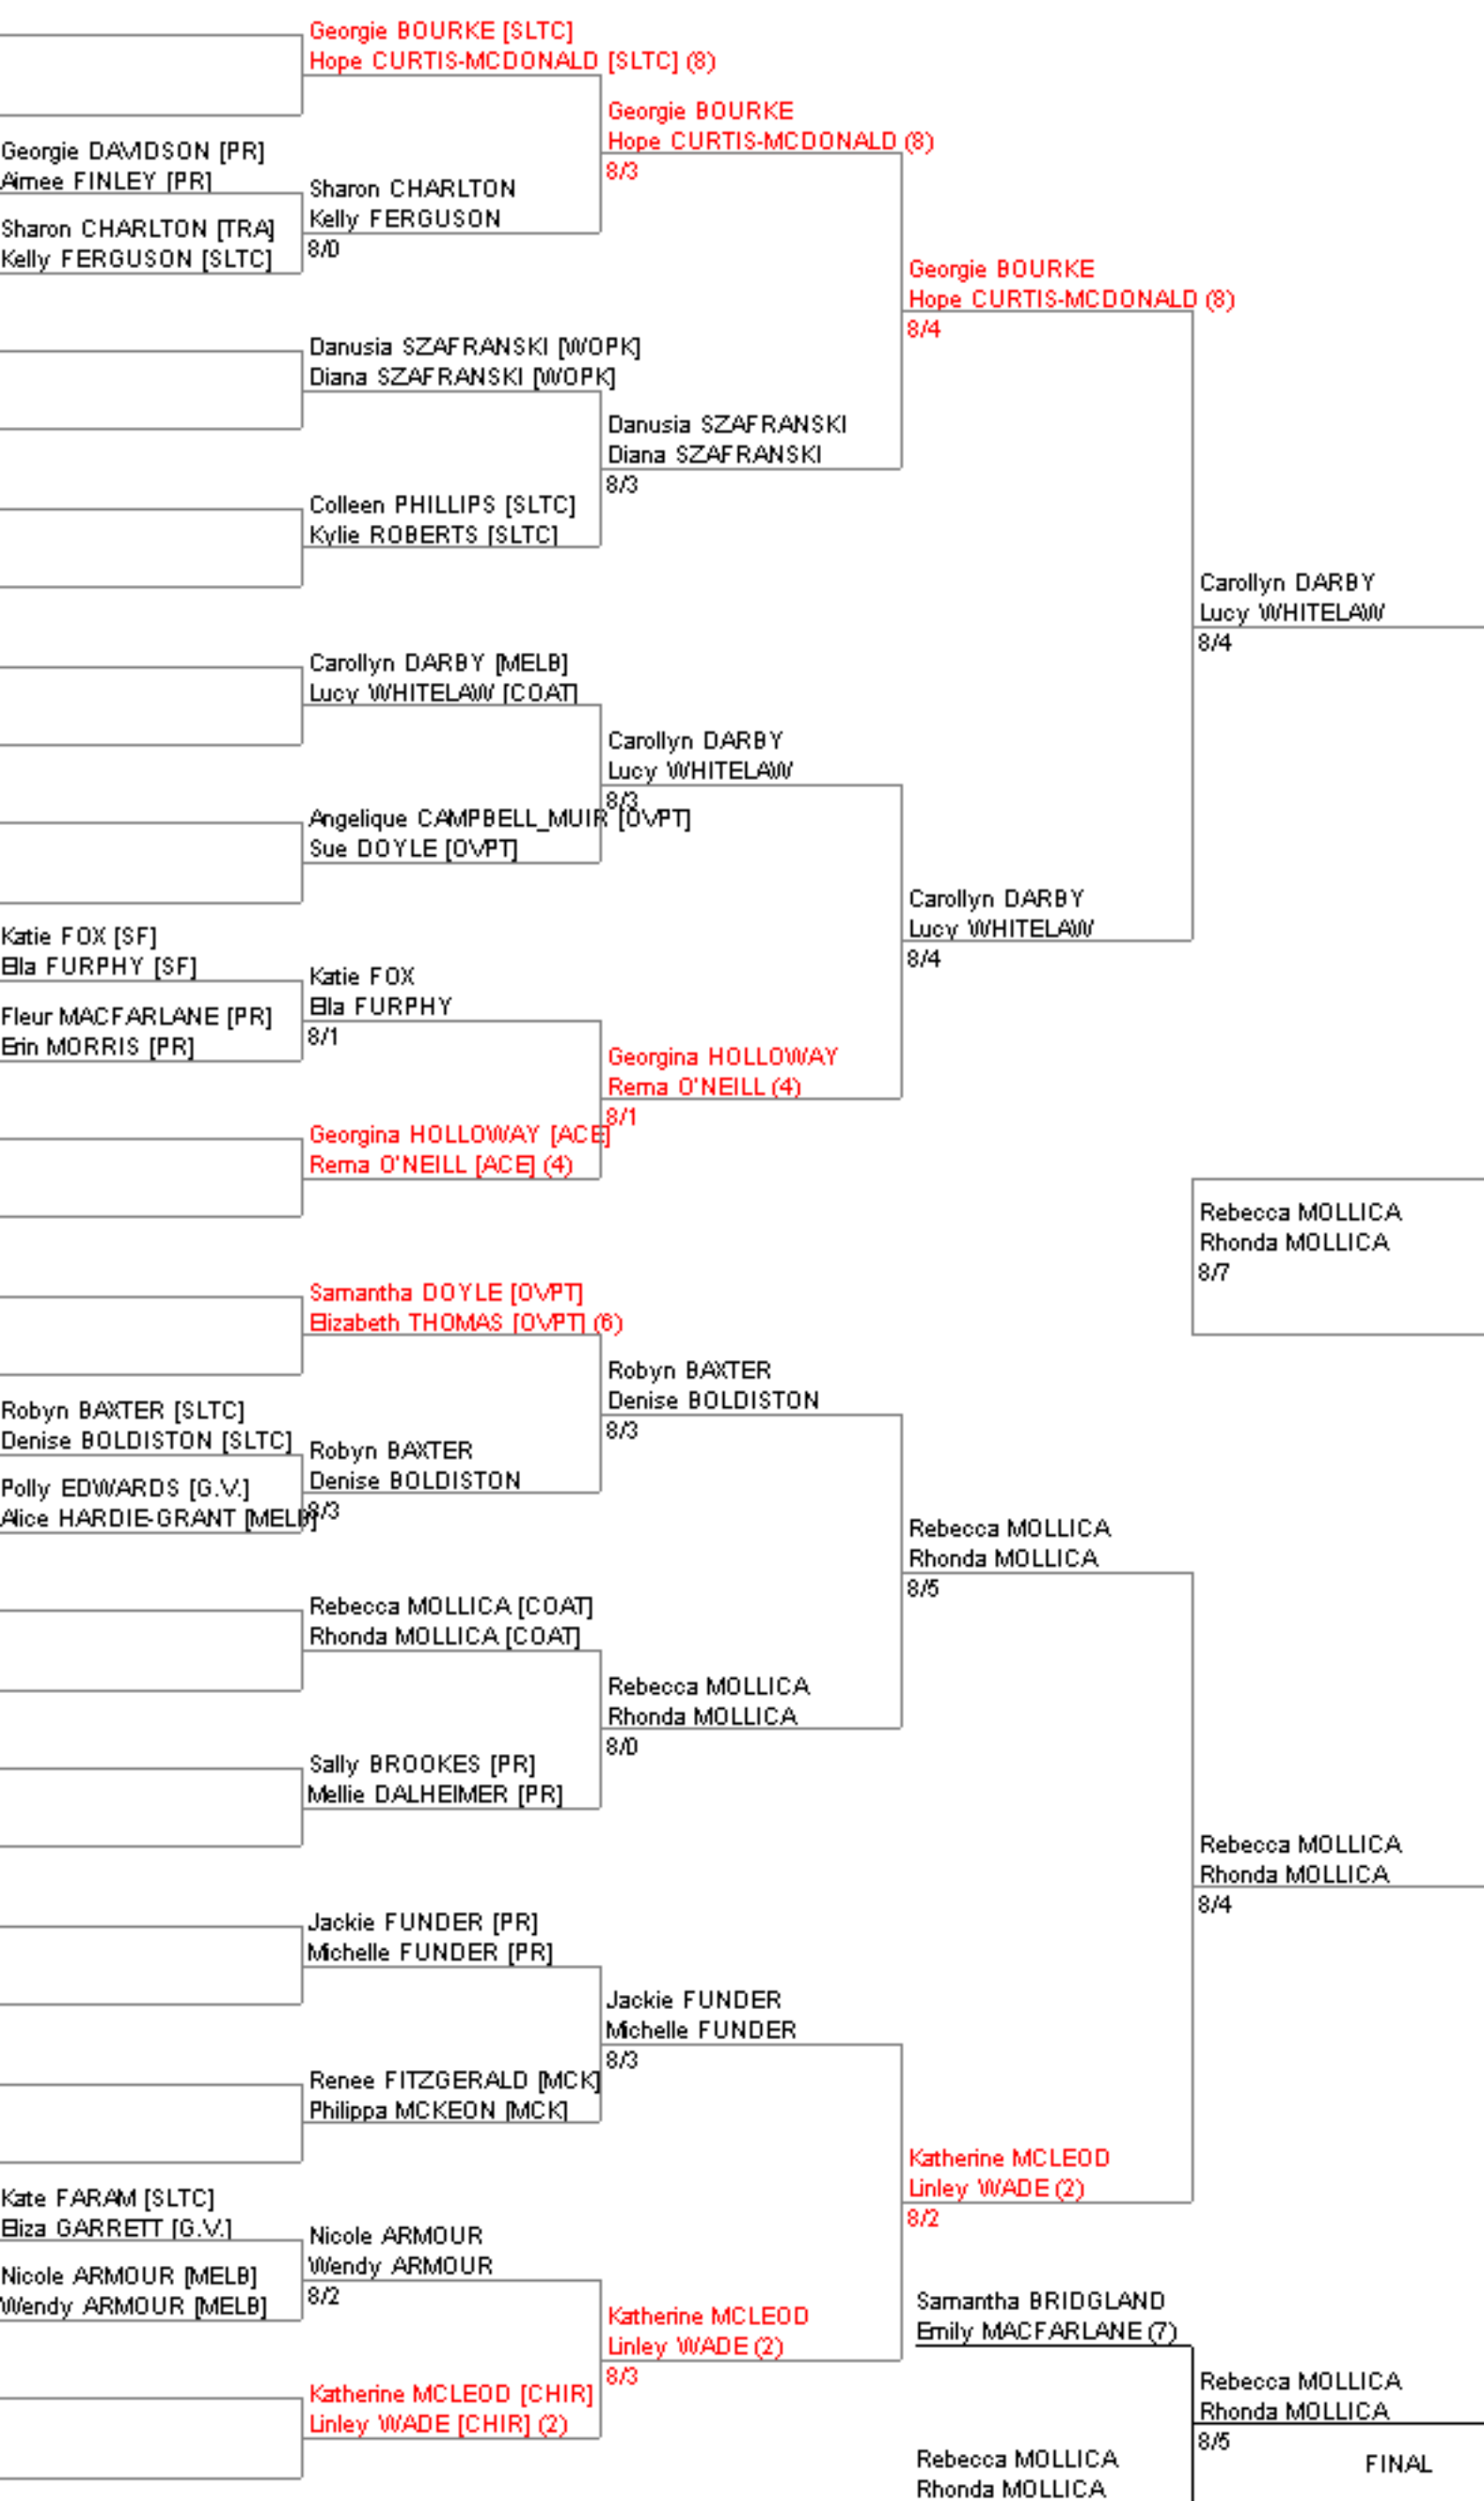 Georgie BOURKE [SLTC]
Hope CURTIS-MCDONALD [SLTC] (8)
Georgie BOURKE
Hope CURTIS-MCDONALD (8)
8/3
Georgie DAVIDSON [PR]
Aimee FINLEY [PR]
Sharon CHARLTON
Kelly FERGUSON
8/0
Sharon CHARLTON [TRA]
Kelly FERGUSON [SLTC]
Georgie BOURKE
Hope CURTIS-MCDONALD (8)
8/4
Danusia SZAFRANSKI [WOPK]
Diana SZAFRANSKI [WOPK]
Danusia SZAFRANSKI
Diana SZAFRANSKI
8/3
Colleen PHILLIPS [SLTC]
Kylie ROBERTS [SLTC]
Carollyn DARBY
Lucy WHITELAW
8/4
Carollyn DARBY [MELB]
Lucy WHITELAW [COAT]
Carollyn DARBY
Lucy WHITELAW
8/3
Angelique CAMPBELL_MUIR [OVPT]
Sue DOYLE [OVPT]
Carollyn DARBY
Lucy WHITELAW
8/4
Katie FOX [SF]
Ella FURPHY [SF]
Katie FOX
Ella FURPHY
8/1
Fleur MACFARLANE [PR]
Erin MORRIS [PR]
Georgina HOLLOWAY
Rema O'NEILL (4)
8/1
Georgina HOLLOWAY [ACE]
Rema O'NEILL [ACE] (4)
Rebecca MOLLICA
Rhonda MOLLICA
8/7
Samantha DOYLE [OVPT]
Elizabeth THOMAS [OVPT] (6)
Robyn BAXTER
Denise BOLDISTON
8/3
Robyn BAXTER [SLTC]
Denise BOLDISTON [SLTC]
Robyn BAXTER
Denise BOLDISTON
8/3
Polly EDWARDS [G.V.]
Alice HARDIE-GRANT [MELB]
Rebecca MOLLICA
Rhonda MOLLICA
8/5
Rebecca MOLLICA [COAT]
Rhonda MOLLICA [COAT]
Rebecca MOLLICA
Rhonda MOLLICA
8/0
Sally BROOKES [PR]
Mellie DALHEIMER [PR]
Rebecca MOLLICA
Rhonda MOLLICA
8/4
Jackie FUNDER [PR]
Michelle FUNDER [PR]
Jackie FUNDER
Michelle FUNDER
8/3
Renee FITZGERALD [MCK]
Philippa MCKEON [MCK]
Katherine MCLEOD
Linley WADE (2)
8/2
Kate FARAM [SLTC]
Eliza GARRETT [G.V.]
Nicole ARMOUR
Wendy ARMOUR
8/2
Nicole ARMOUR [MELB]
Wendy ARMOUR [MELB]
Katherine MCLEOD
Linley WADE (2)
8/3
Katherine MCLEOD [CHIR]
Linley WADE [CHIR] (2)
Samantha BRIDGLAND
Emily MACFARLANE (7)
Rebecca MOLLICA
Rhonda MOLLICA
8/5
FINAL
Rebecca MOLLICA
Rhonda MOLLICA